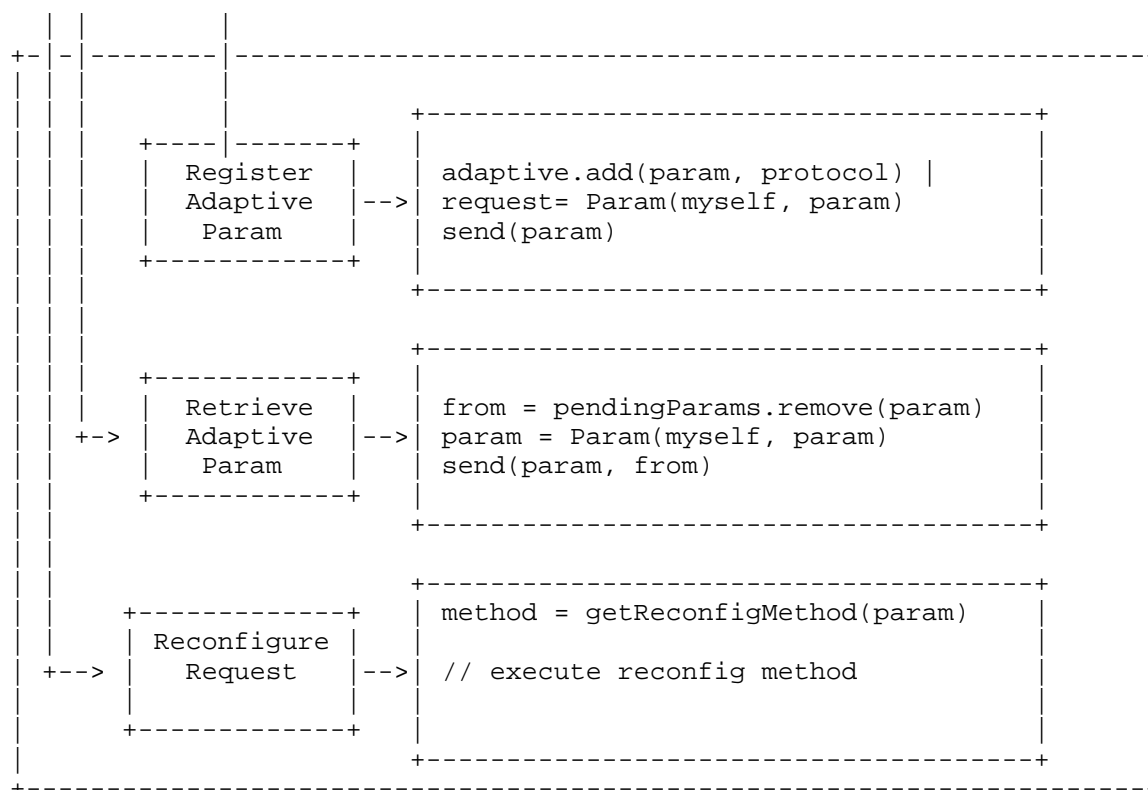 Register
Adaptive
Param
adaptive.add(param, protocol) |
request= Param(myself, param)
send(param)
Retrieve
Adaptive
Param
from = pendingParams.remove(param)
param = Param(myself, param)
send(param, from)
Reconfigure
Request
method = getReconfigMethod(param)
// execute reconfig method